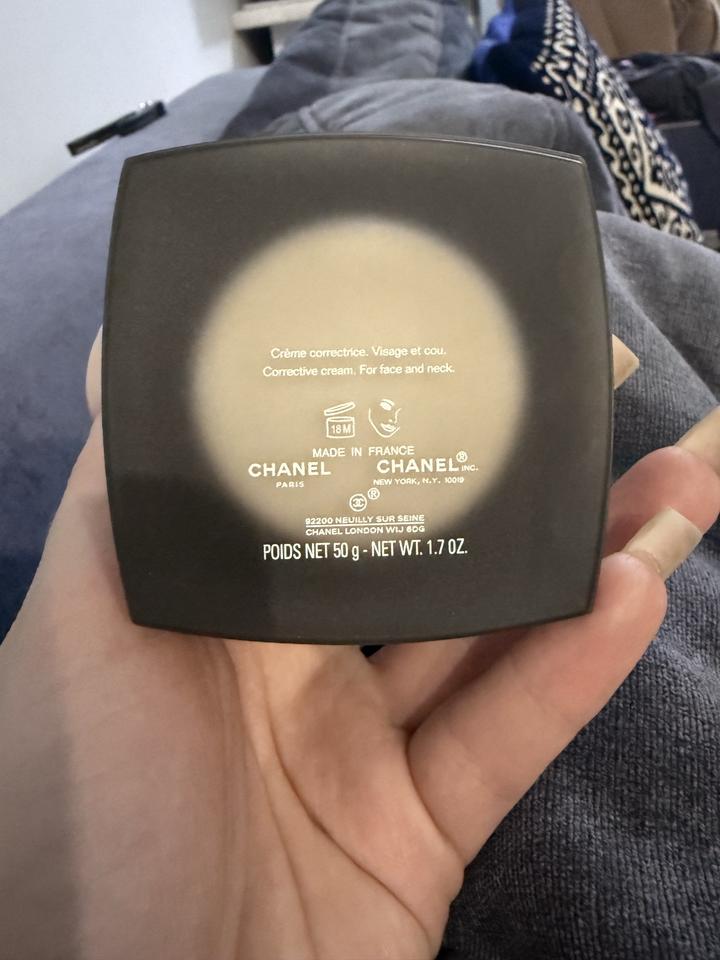 Crème correctrice. Visage et cou.
Corrective cream. For face and neck.
18M
MADE IN FRANCE
CHANEL CHANEL® INC.
PARIS NEW YORK, N.Y. 10019
®
92200 NEUILLY SUR SEINE
CHANEL LONDON W1J 6DG
POIDS NET 50 g - NET WT. 1.7 OZ.